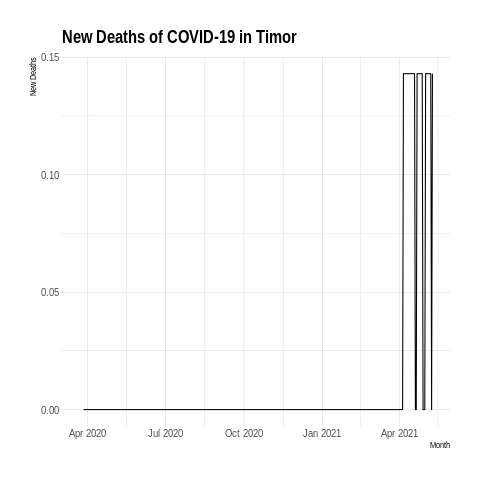 New Deaths of COVID-19 in Timor
New Deaths
0.15
0.10
0.05
0.00
Apr 2020 Jul 2020 Oct 2020 Jan 2021 Apr 2021
Month